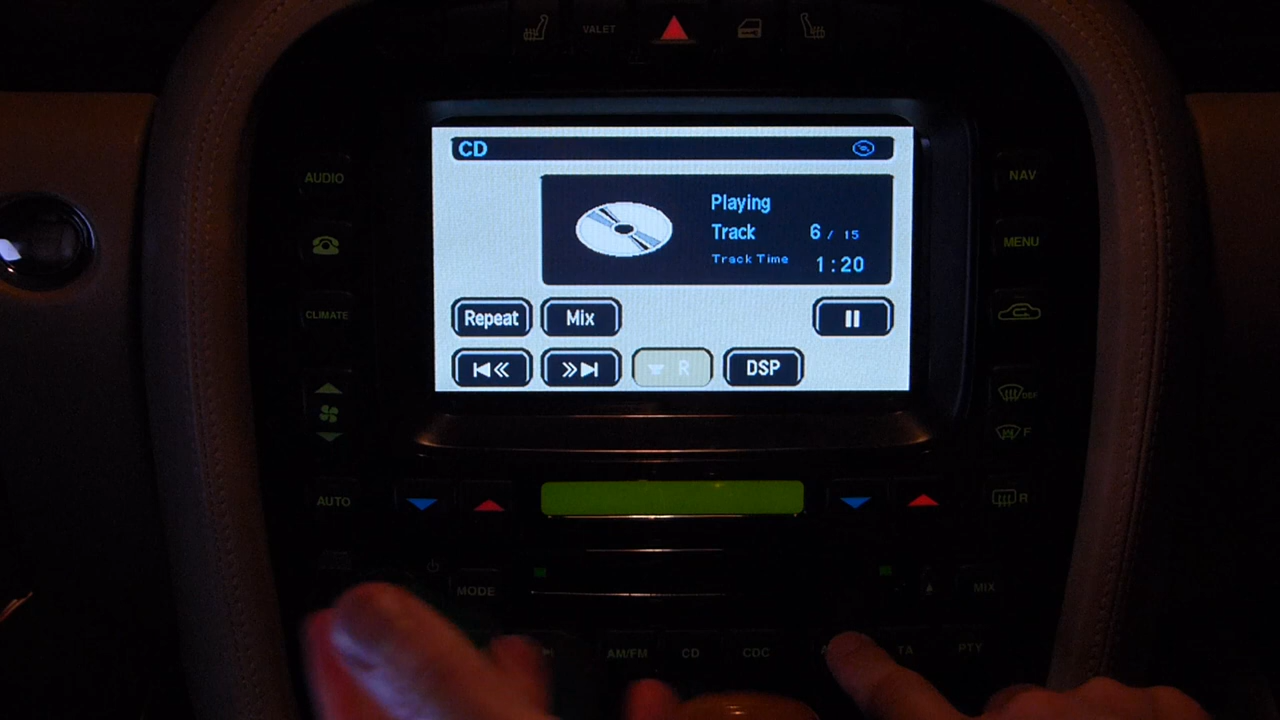 VALET
CD
AUDIO
NAV
Playing
Track 6 / 15
MENU
Track Time 1:20
CLIMATE
Repeat Mix
R DSP
DEF
F
AUTO
R
MODE
MIX
AM/FM CD CDC TA PTY